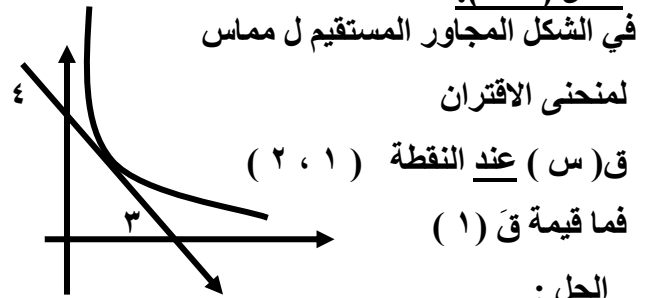 في الشكل المجاور المستقيم ل مماس
لمنحنى الاقتران
ق( س ) عند النقطة ( ١ ، ٢ )
فما قيمة قَ ( ١ )
الحل :
٤
٣